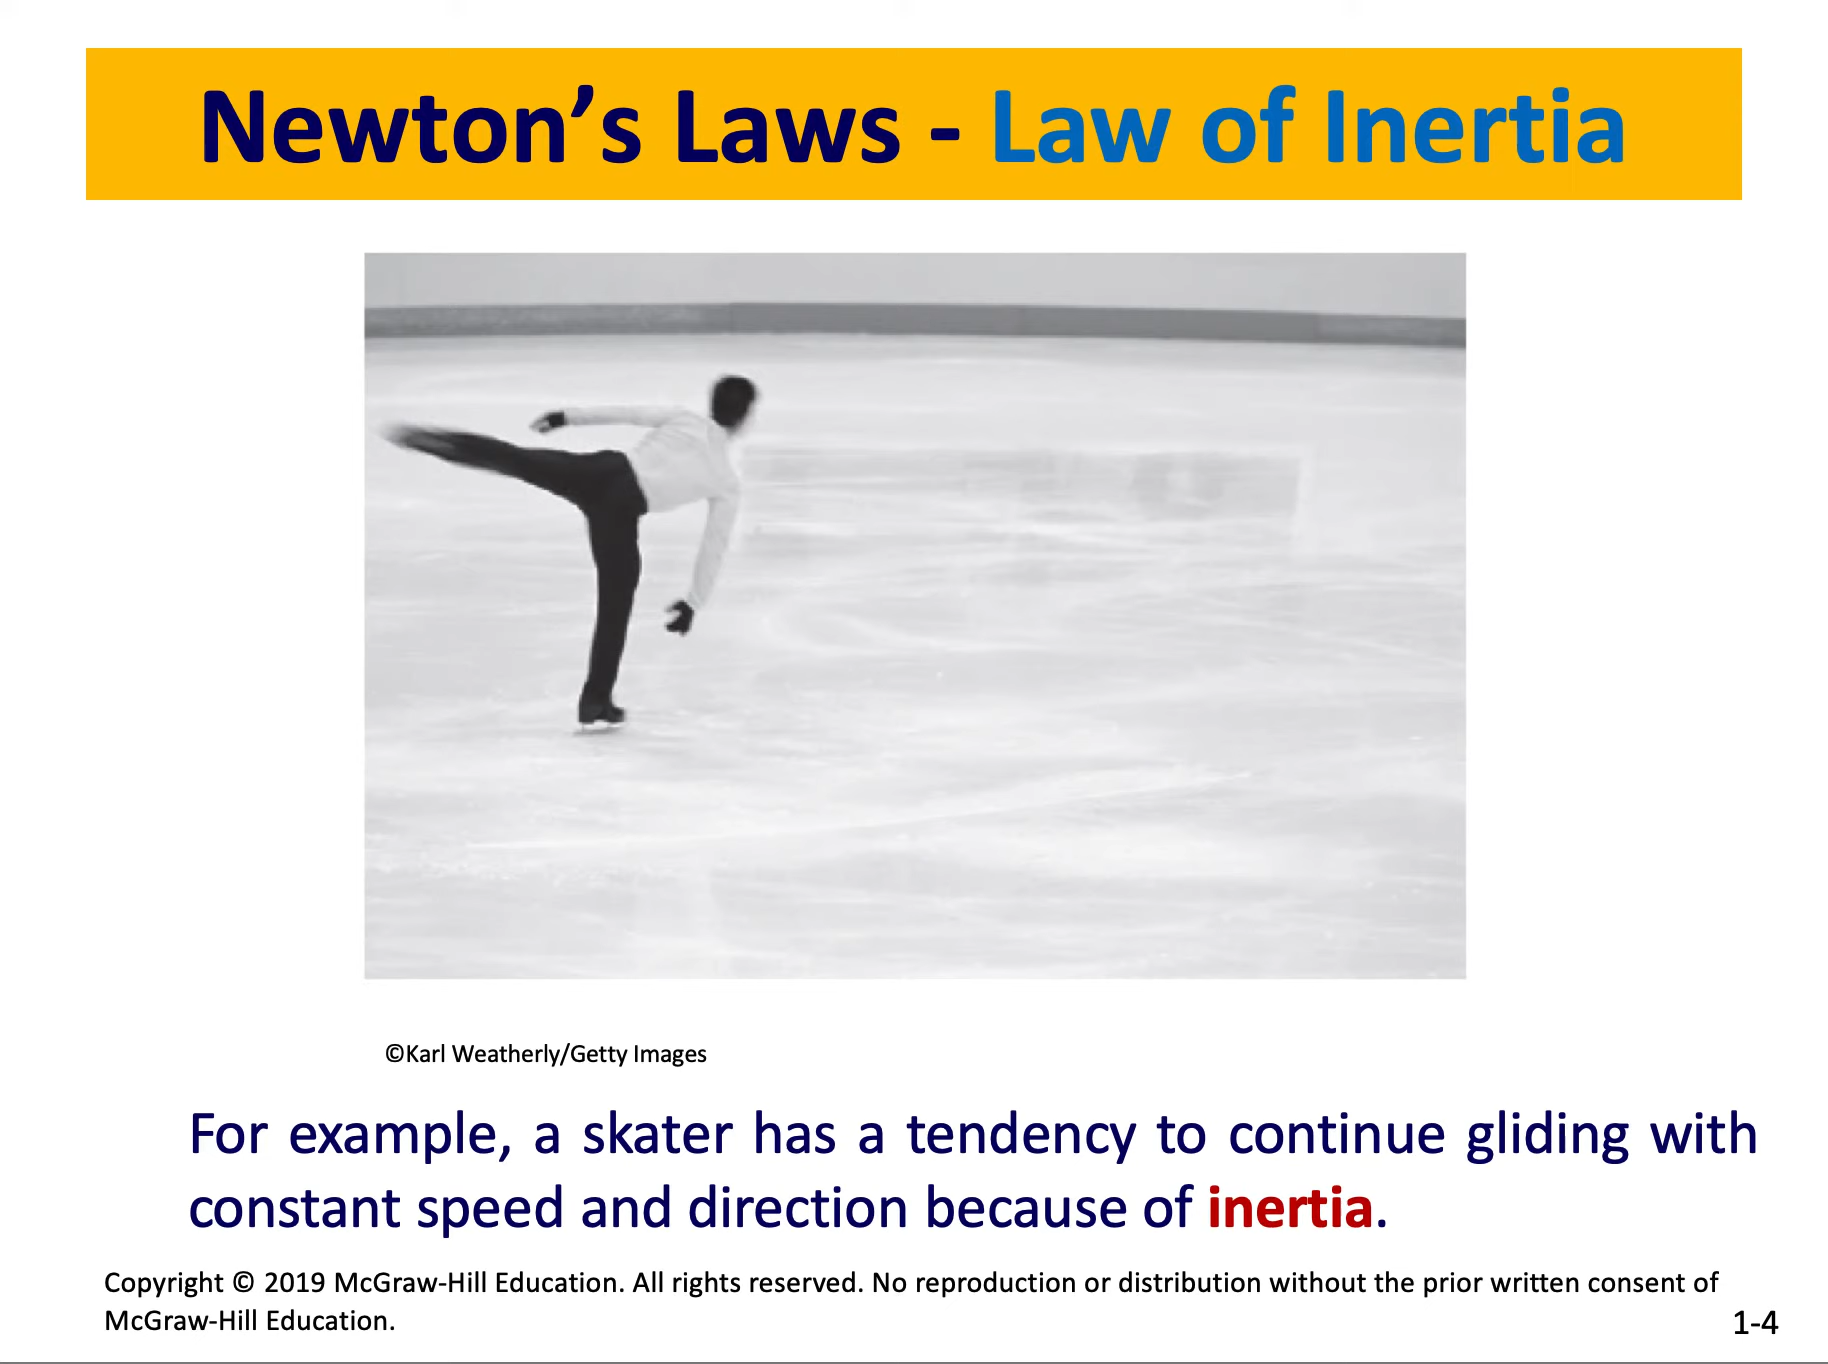 Newton’s Laws - Law of Inertia
©Karl Weatherly/Getty Images
For example, a skater has a tendency to continue gliding with
constant speed and direction because of inertia.
Copyright © 2019 McGraw-Hill Education. All rights reserved. No reproduction or distribution without the prior written consent of
McGraw-Hill Education.
1-4